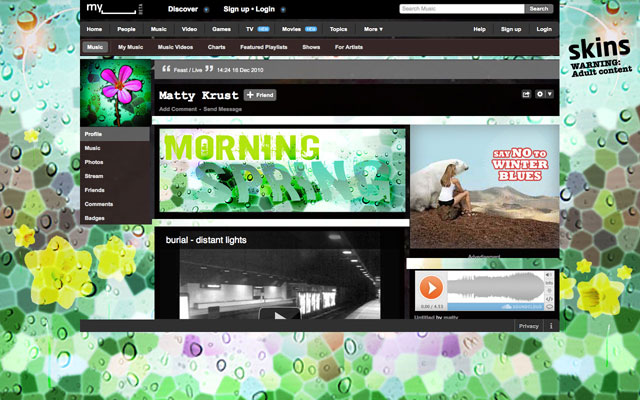 my BETA
Discover Sign up • Login Search Music Search
Home People Music Video Games TV NEW Movies NEW Topics More ▾ Help Sign up Login
Music My Music Music Videos Charts Featured Playlists Shows For Artists
skins
WARNING:
Adult content
“ Feast / Live ” 14:24 18 Dec 2010
Matty Krust + Friend
Add Comment - Send Message
Profile
Music
Photos
Stream
Friends
Comments
Badges
MORNING
SPRING
SAY NO TO
WINTER
BLUES
Advertisement
burial - distant lights
0.00 / 4.53 SOUNDCLOUD
Untitled by matty
Privacy